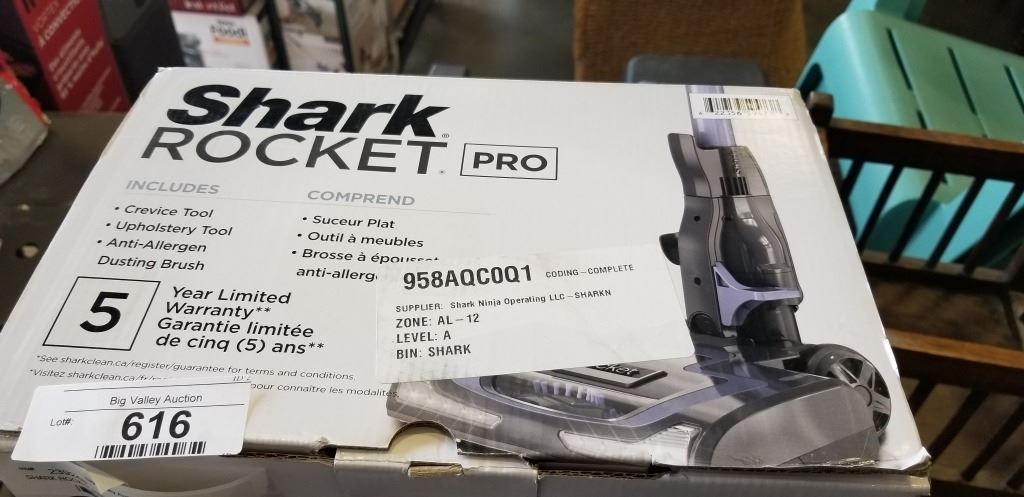 Shark
ROCKET. PRO
INCLUDES
• Crevice Tool
• Upholstery Tool
• Anti-Allergen
Dusting Brush
COMPREND
• Suceur Plat
• Outil à meubles
• Brosse à
anti-allerg
5
Year Limited
Warranty**
Garantie limitée
de cinq (5) ans**
*See sharkclean.ca/register/guarantee for terms and conditions.
*Visitez pour connaître les modalités.
958AQC0Q1 CODING-COMPLETE
SUPPLIER: Shark Ninja Operating LLC-SHARKN
ZONE: AL-12
LEVEL: A
BIN: SHARK
Big Valley Auction
Lot#: 616